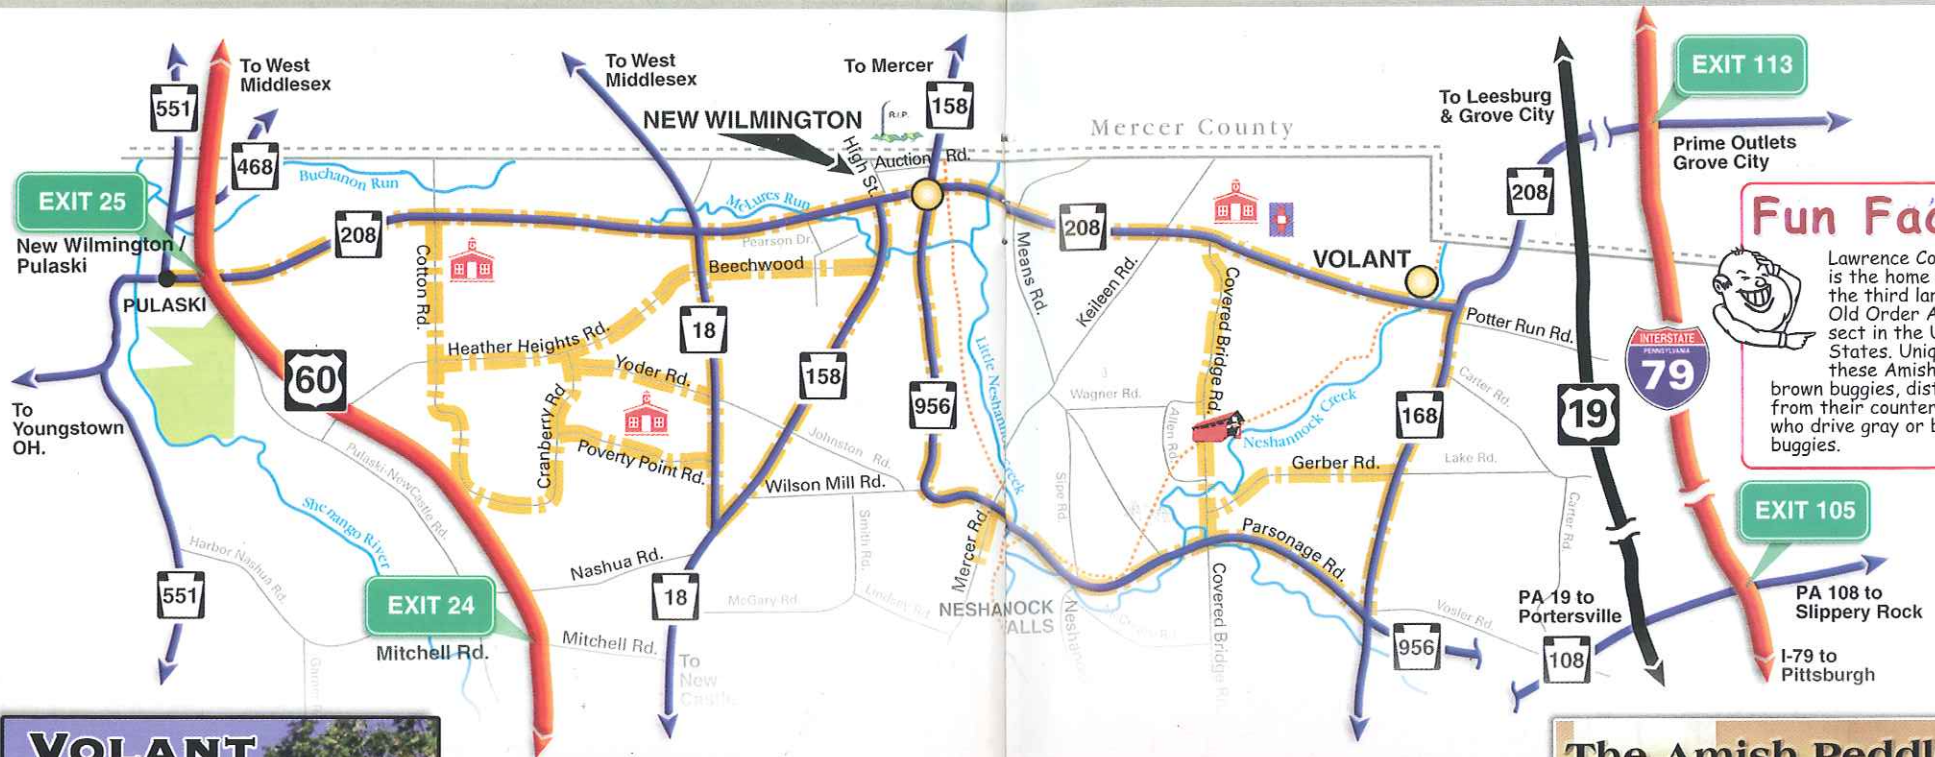 To West
Middlesex
551
468
EXIT 25
New Wilmington /
Pulaski
PULASKI
208
Buchanon Run
To
Youngstown
OH.
60
Cotton Rd.
Heather Heights Rd.
Yoder Rd.
Cranberry Rd
Poverty Point Rd.
Pulaski-NewCastle Rd.
Shenango River
Harbor Nashua Rd.
551
EXIT 24
Mitchell Rd.
Mitchell Rd.
Nashua Rd.
18
To
New
Castle
To West
Middlesex
NEW WILMINGTON
To Mercer
158
R.I.P.
High St.
Auction Rd.
McLures Run
Pearson Dr.
Beechwood
18
158
956
Johnston Rd.
Wilson Mill Rd.
Smith Rd.
McGary Rd.
Lindsey Rd.
Mercer Rd.
NESHANOCK
FALLS
Little Neshannock Creek
Mercer County
208
Means Rd.
Keileen Rd.
Wagner Rd.
Allen Rd.
Sipe Rd.
Covered Bridge Rd.
Neshannock Creek
VOLANT
208
168
Potter Run Rd.
Carter Rd.
Gerber Rd.
Lake Rd.
Carter Rd.
Parsonage Rd.
Covered Bridge Rd.
Vosler Rd.
956
To Leesburg
& Grove City
19
EXIT 113
Prime Outlets
Grove City
INTERSTATE
PENNSYLVANIA
79
EXIT 105
PA 19 to
Portersville
108
PA 108 to
Slippery Rock
I-79 to
Pittsburgh
Fun Fac
Lawrence Co
is the home
the third lar
Old Order A
sect in the U
States. Uniq
these Amish
brown buggies, dist
from their counter
who drive gray or b
buggies.
VOLANT
The Amish Peddl